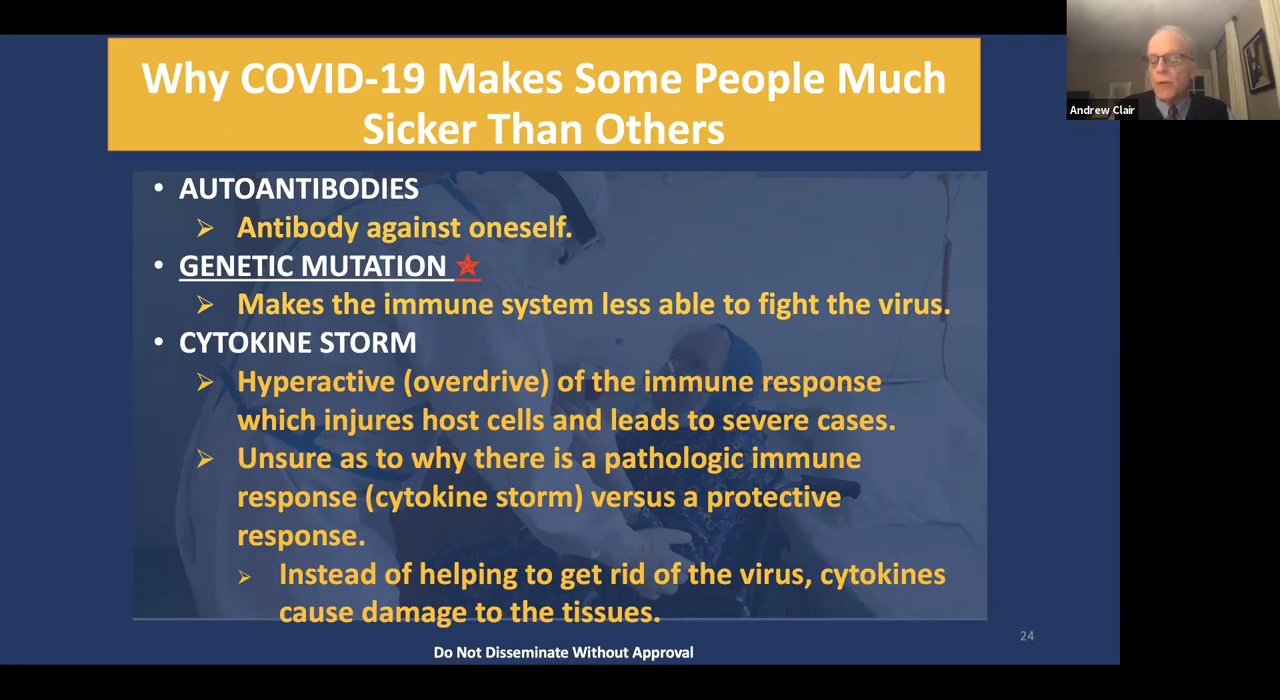 Why COVID-19 Makes Some People Much
Sicker Than Others
Andrew Clair
• AUTOANTIBODIES
➢ Antibody against oneself.
• GENETIC MUTATION
➢ Makes the immune system less able to fight the virus.
• CYTOKINE STORM
➢ Hyperactive (overdrive) of the immune response
which injures host cells and leads to severe cases.
➢ Unsure as to why there is a pathologic immune
response (cytokine storm) versus a protective
response.
➢ Instead of helping to get rid of the virus, cytokines
cause damage to the tissues.
24
Do Not Disseminate Without Approval